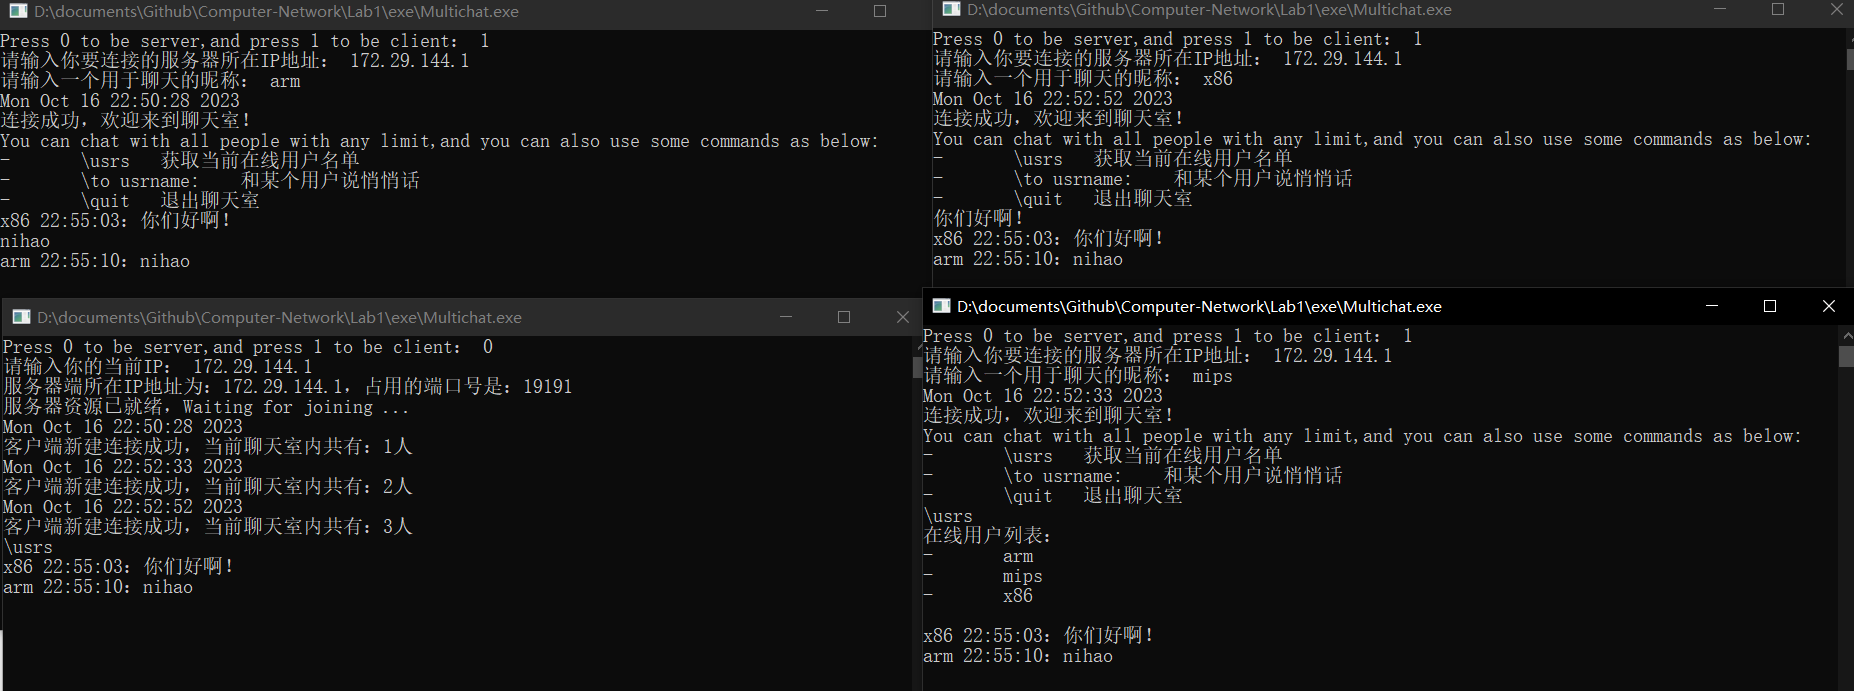 D:\documents\Github\Computer-Network\Lab1\exe\Multichat.exe
Press 0 to be server,and press 1 to be client： 1
请输入你要连接的服务器所在IP地址： 172.29.144.1
请输入一个用于聊天的昵称： arm
Mon Oct 16 22:50:28 2023
连接成功，欢迎来到聊天室！
You can chat with all people with any limit,and you can also use some commands as below:
- \usrs 获取当前在线用户名单
- \to usrname: 和某个用户说悄悄话
- \quit 退出聊天室
x86 22:55:03：你们好啊！
nihao
arm 22:55:10：nihao
D:\documents\Github\Computer-Network\Lab1\exe\Multichat.exe
Press 0 to be server,and press 1 to be client： 1
请输入你要连接的服务器所在IP地址： 172.29.144.1
请输入一个用于聊天的昵称： x86
Mon Oct 16 22:52:52 2023
连接成功，欢迎来到聊天室！
You can chat with all people with any limit,and you can also use some commands as below:
- \usrs 获取当前在线用户名单
- \to usrname: 和某个用户说悄悄话
- \quit 退出聊天室
你们好啊！
x86 22:55:03：你们好啊！
arm 22:55:10：nihao
D:\documents\Github\Computer-Network\Lab1\exe\Multichat.exe
Press 0 to be server,and press 1 to be client： 0
请输入你的当前IP： 172.29.144.1
服务器端所在IP地址为：172.29.144.1，占用的端口号是：19191
服务器资源已就绪，Waiting for joining ...
Mon Oct 16 22:50:28 2023
客户端新建连接成功，当前聊天室内共有：1人
Mon Oct 16 22:52:33 2023
客户端新建连接成功，当前聊天室内共有：2人
Mon Oct 16 22:52:52 2023
客户端新建连接成功，当前聊天室内共有：3人
\usrs
x86 22:55:03：你们好啊！
arm 22:55:10：nihao
D:\documents\Github\Computer-Network\Lab1\exe\Multichat.exe
Press 0 to be server,and press 1 to be client： 1
请输入你要连接的服务器所在IP地址： 172.29.144.1
请输入一个用于聊天的昵称： mips
Mon Oct 16 22:52:33 2023
连接成功，欢迎来到聊天室！
You can chat with all people with any limit,and you can also use some commands as below:
- \usrs 获取当前在线用户名单
- \to usrname: 和某个用户说悄悄话
- \quit 退出聊天室
\usrs
在线用户列表：
- arm
- mips
- x86
x86 22:55:03：你们好啊！
arm 22:55:10：nihao